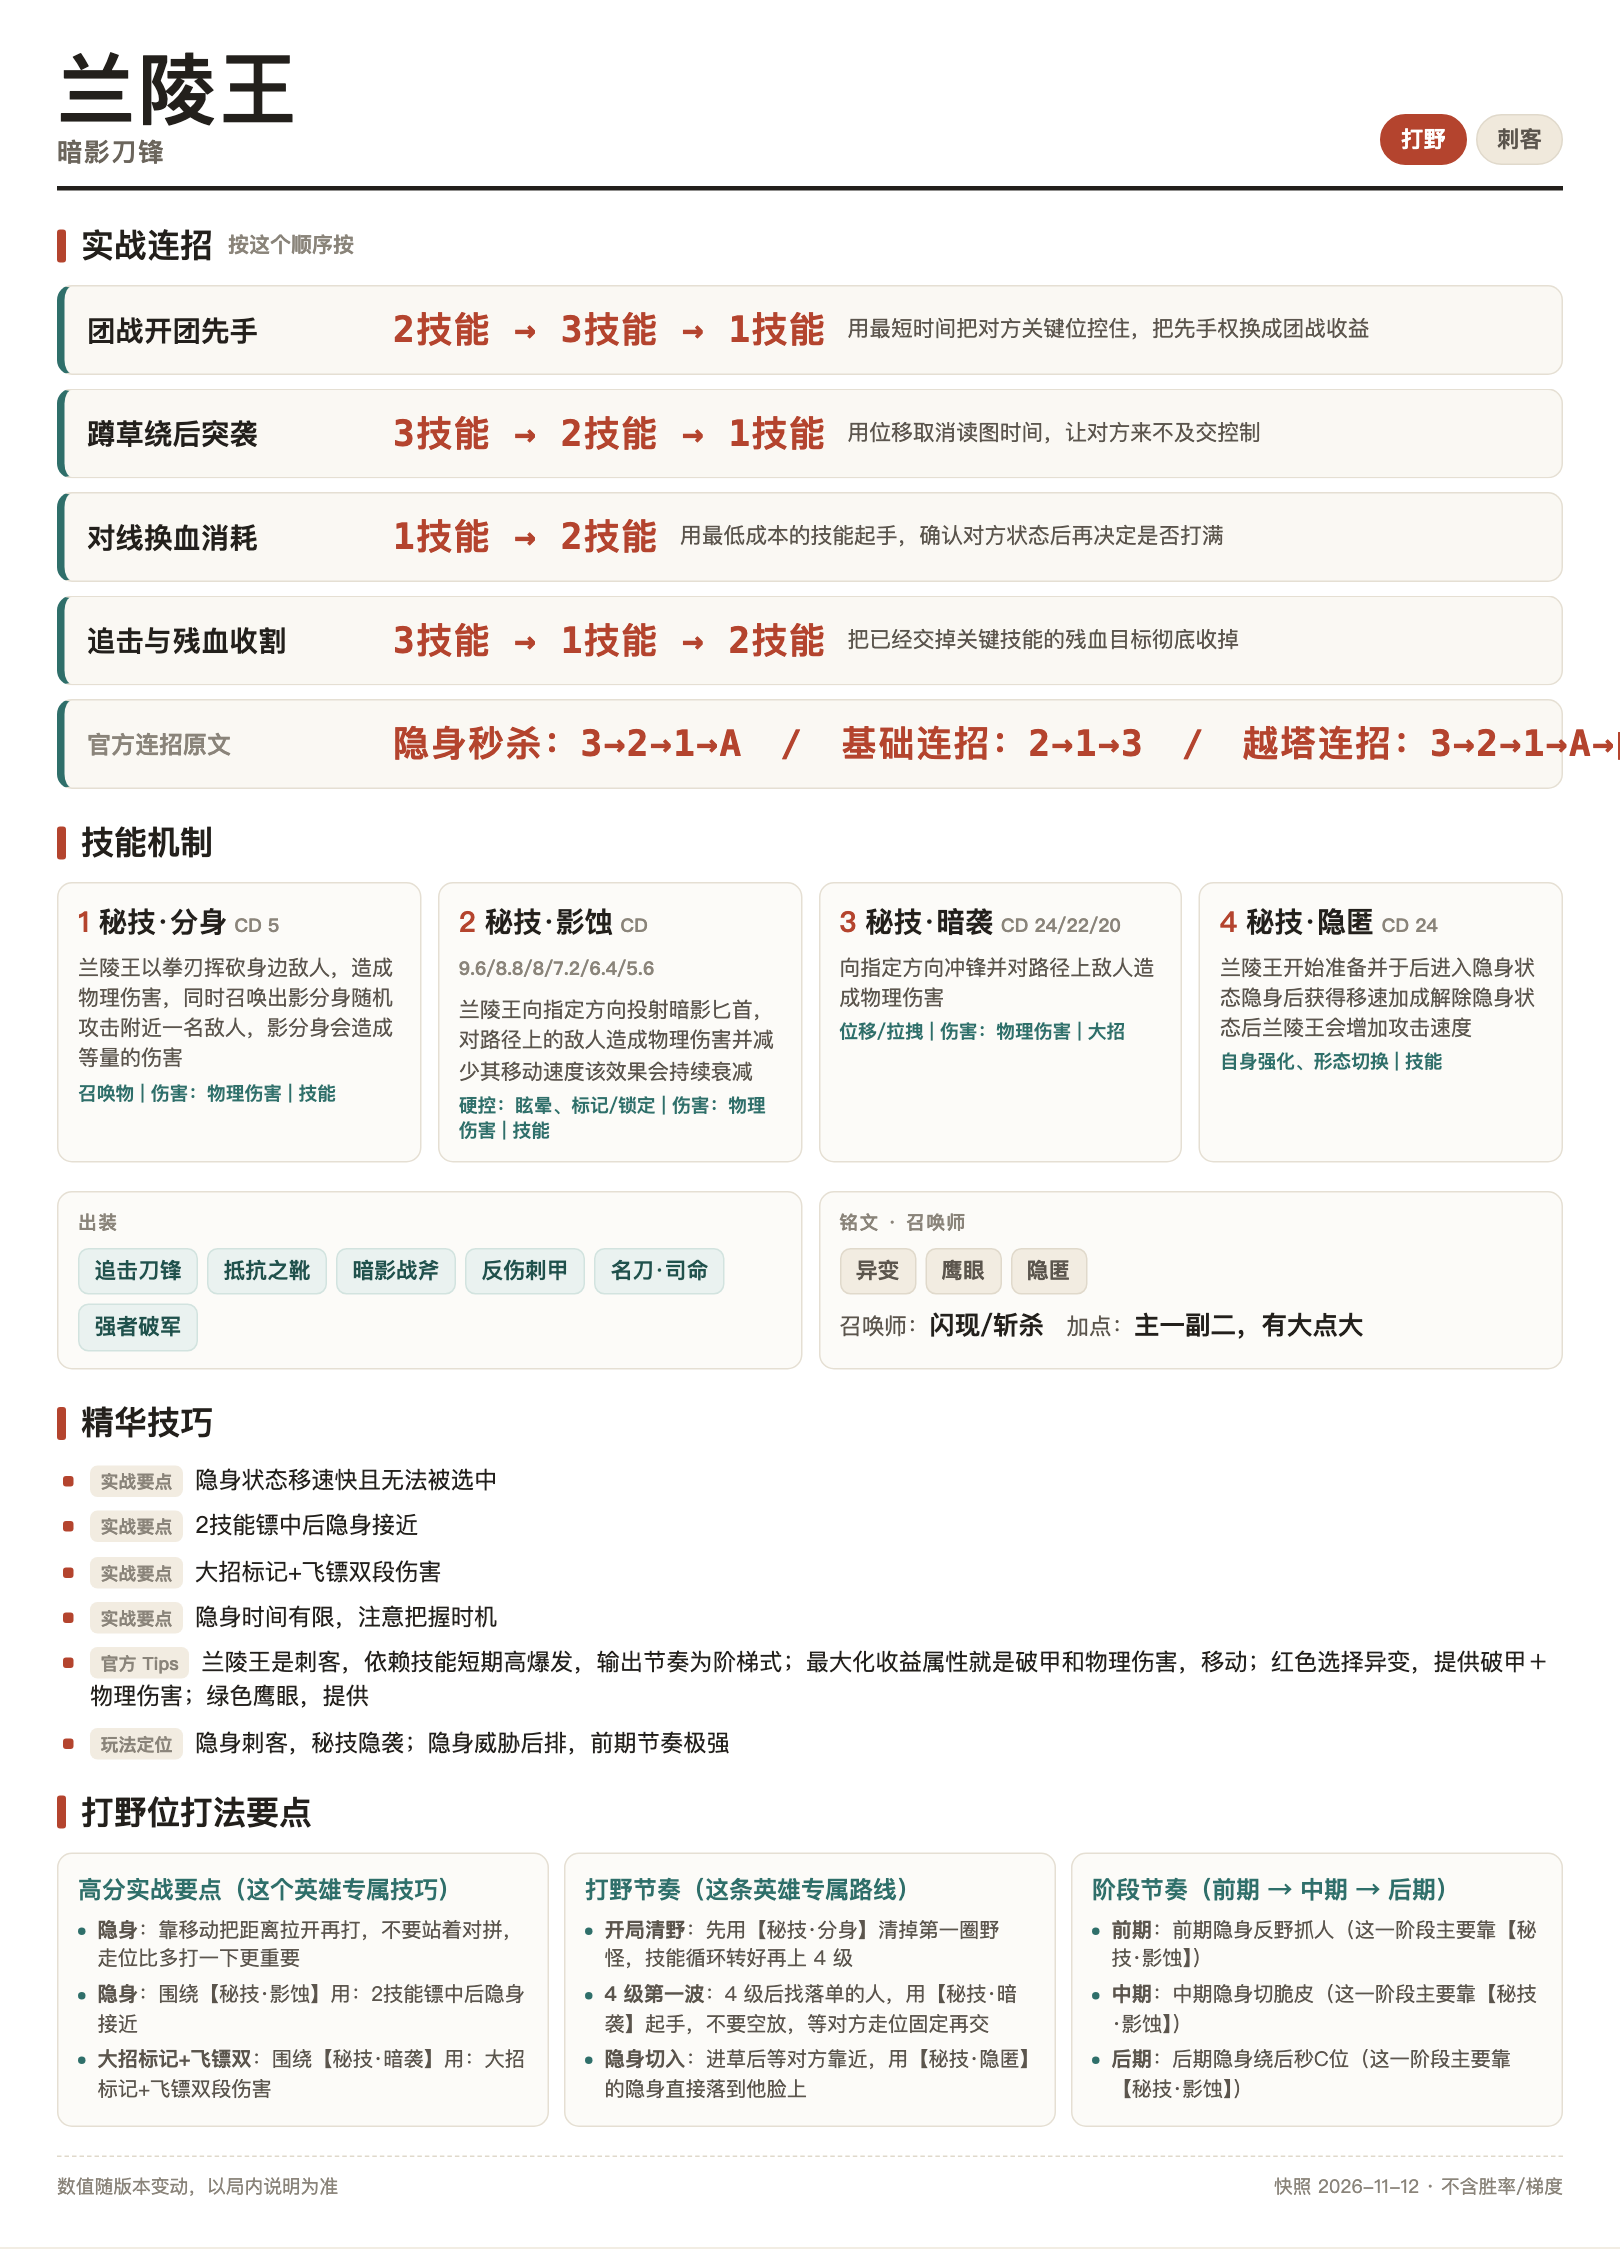 兰陵王
暗影刀锋
打野 刺客
实战连招 按这个顺序按
团战开团先手 2技能 → 3技能 → 1技能 用最短时间把对方关键位控住，把先手权换成团战收益
蹲草绕后突袭 3技能 → 2技能 → 1技能 用位移取消读图时间，让对方来不及交控制
对线换血消耗 1技能 → 2技能 用最低成本的技能起手，确认对方状态后再决定是否打满
追击与残血收割 3技能 → 1技能 → 2技能 把已经交掉关键技能的残血目标彻底收掉
官方连招原文 隐身秒杀：3→2→1→A / 基础连招：2→1→3 / 越塔连招：3→2→1→A→
技能机制
1 秘技·分身 CD 5
兰陵王以拳刃挥砍身边敌人，造成
物理伤害，同时召唤出影分身随机
攻击附近一名敌人，影分身会造成
等量的伤害
召唤物 | 伤害：物理伤害 | 技能
2 秘技·影蚀 CD
9.6/8.8/8/7.2/6.4/5.6
兰陵王向指定方向投射暗影匕首，
对路径上的敌人造成物理伤害并减
少其移动速度该效果会持续衰减
硬控：眩晕、标记/锁定 | 伤害：物理
伤害 | 技能
3 秘技·暗袭 CD 24/22/20
向指定方向冲锋并对路径上敌人造
成物理伤害
位移/拉拽 | 伤害：物理伤害 | 大招
4 秘技·隐匿 CD 24
兰陵王开始准备并于后进入隐身状
态隐身后获得移速加成解除隐身状
态后兰陵王会增加攻击速度
自身强化、形态切换 | 技能
出装
追击刀锋 抵抗之靴 暗影战斧 反伤刺甲 名刀·司命
强者破军
铭文 · 召唤师
异变 鹰眼 隐匿
召唤师：闪现/斩杀 加点：主一副二，有大点大
精华技巧
实战要点 隐身状态移速快且无法被选中
实战要点 2技能镖中后隐身接近
实战要点 大招标记+飞镖双段伤害
实战要点 隐身时间有限，注意把握时机
官方 Tips 兰陵王是刺客，依赖技能短期高爆发，输出节奏为阶梯式；最大化收益属性就是破甲和物理伤害，移动；红色选择异变，提供破甲＋
物理伤害；绿色鹰眼，提供
玩法定位 隐身刺客，秘技隐袭；隐身威胁后排，前期节奏极强
打野位打法要点
高分实战要点（这个英雄专属技巧）
隐身：靠移动把距离拉开再打，不要站着对拼，
走位比多打一下更重要
隐身：围绕【秘技·影蚀】用：2技能镖中后隐身
接近
大招标记+飞镖双：围绕【秘技·暗袭】用：大招
标记+飞镖双段伤害
打野节奏（这条英雄专属路线）
开局清野：先用【秘技·分身】清掉第一圈野
怪，技能循环转好再上 4 级
4 级第一波：4 级后找落单的人，用【秘技·暗
袭】起手，不要空放，等对方走位固定再交
隐身切入：进草后等对方靠近，用【秘技·隐匿】
的隐身直接落到他脸上
阶段节奏（前期 → 中期 → 后期）
前期：前期隐身反野抓人（这一阶段主要靠【秘
技·影蚀】）
中期：中期隐身切脆皮（这一阶段主要靠【秘技
·影蚀】）
后期：后期隐身绕后秒C位（这一阶段主要靠
【秘技·影蚀】）
数值随版本变动，以局内说明为准
快照 2026-11-12 · 不含胜率/梯度